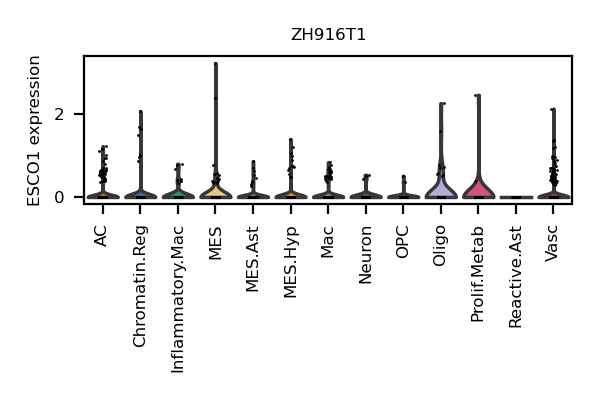 ZH916T1
ESCO1 expression
2
0
AC
Chromatin.Reg
Inflammatory.Mac
MES
MES.Ast
MES.Hyp
Mac
Neuron
OPC
Oligo
Prolif.Metab
Reactive.Ast
Vasc